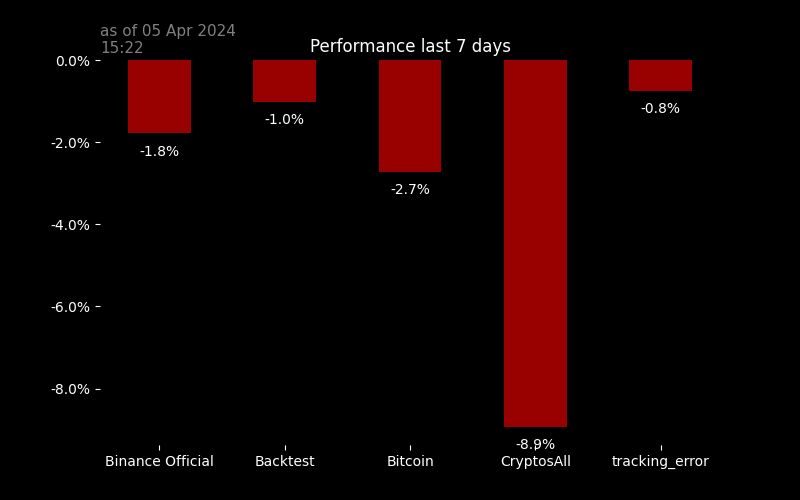 as of 05 Apr 2024
15:22
Performance last 7 days
0.0%
-2.0%
-4.0%
-6.0%
-8.0%
-1.8%
-1.0%
-2.7%
-8.9%
-0.8%
Binance Official
Backtest
Bitcoin
CryptosAll
tracking_error